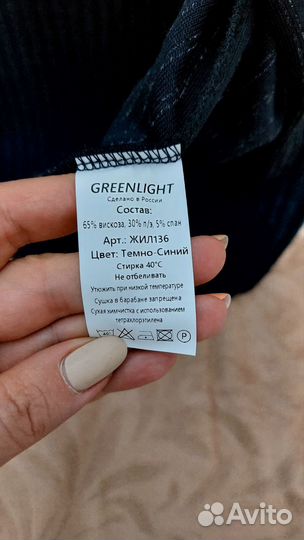 GREENLIGHT
Сделано в России
Состав:
65% вискоза, 30% п/э, 5% спан
Арт.: ЖИЛ136
Цвет: Темно-Синий
Стирка 40°С
Не отбеливать
Утюжить при низкой температуре
Сушка в барабане запрещена
Сухая химчистка с использованием
тетрахлорэтилена
P
Avito